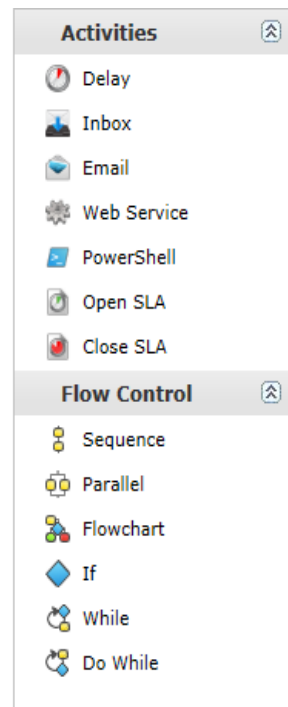 Activities
Delay
Inbox
Email
Web Service
PowerShell
Open SLA
Close SLA
Flow Control
Sequence
Parallel
Flowchart
If
While
Do While